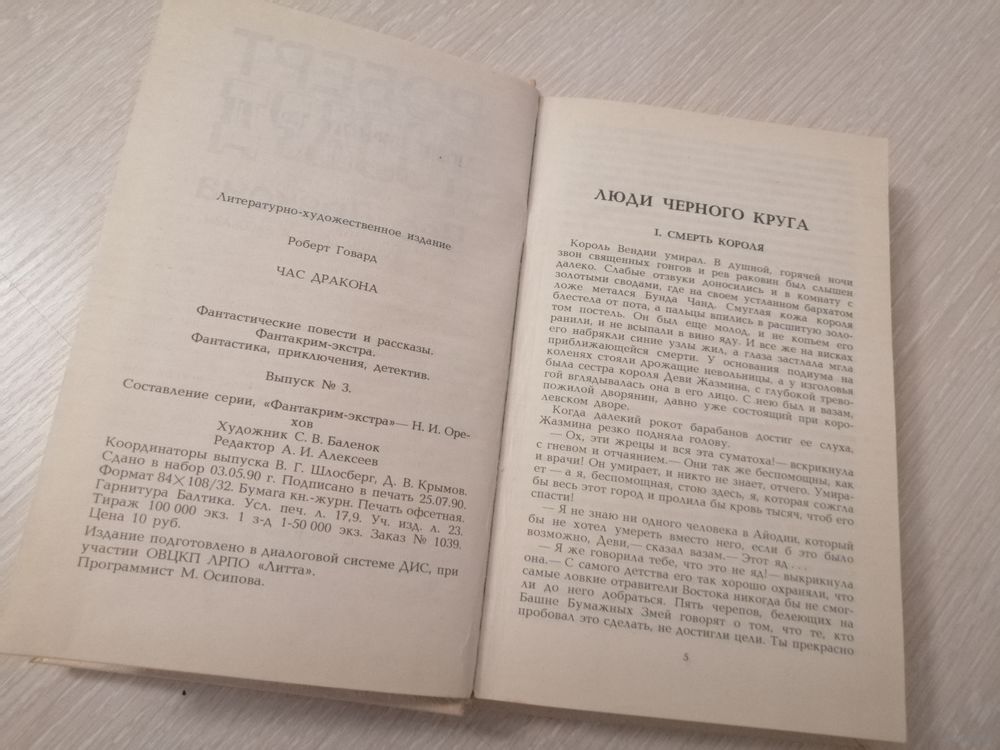 Литературно-художественное издание
Роберт Говард
ЧАС ДРАКОНА
Фантастические повести и рассказы.
Фантакрим-экстра.
Фантастика, приключения, детектив.
Выпуск № 3.
Составление серии, «Фантакрим-экстра»— Н. И. Оре-
хов
Художник С. В. Баленок
Редактор А. И. Алексеев
Координаторы выпуска В. Г. Шлосберг, Д. В. Крымов.
Сдано в набор 03.05.90 г. Подписано в печать 25.07.90.
Формат 84×108/32. Бумага кн.-журн. Печать офсетная.
Гарнитура Балтика. Усл. печ. л. 17,9. Уч. изд. л. 23.
Тираж 100 000 экз. 1 з-д 1-50 000 экз. Заказ № 1039.
Цена 10 руб.
Издание подготовлено в диалоговой системе ДИС, при
участии ОВЦКП ЛРПО «Литта».
Программист М. Осипова.
ЛЮДИ ЧЕРНОГО КРУГА
I. СМЕРТЬ КОРОЛЯ
Король Вендии умирал. В душной, горячей ночи
звон священных гонгов и рев раковин был слышен
далеко. Слабые отзвуки доносились и в комнату с
золотыми сводами, где на своем устланном бархатом
ложе метался Бунда Чанд. Смуглая кожа короля
блестела от пота, а пальцы впились в расшитую золо-
том постель. Он был еще молод, и не копьем его
ранили, и не всыпали в вино яду. И все же на висках
его набрякли синие узлы жил, а глаза застлала мгла
приближающейся смерти. У основания подиума на
коленях стояли дрожащие невольницы, а у изголовья
была сестра короля Деви Жазмина, с глубокой трево-
гой вглядывалась она в его лицо. С нею был и вазам,
пожилой дворянин, давно уже состоящий при коро-
левском дворе.
Когда далекий рокот барабанов достиг ее слуха,
Жазмина резко подняла голову.
— Ох, эти жрецы и вся эта суматоха!— вскрикнула
с гневом и отчаянием.— Они так же беспомощны, как
и врачи! Он умирает, и никто не знает, отчего. Умира-
ет — а я, беспомощная, стою здесь, я, которая сожгла
бы весь этот город и пролила бы кровь тысяч, чтоб его
спасти!
— Я не знаю ни одного человека в Айодии, который
бы не хотел умереть вместо него, если б это было
возможно, Деви,— сказал вазам.— Этот яд . . .
— Я же говорила тебе, что это не яд!— выкрикнула
она.— С самого детства его так хорошо охраняли, что
самые ловкие отравители Востока никогда бы не смог-
ли до него добраться. Пять черепов, белеющих на
Башне Бумажных Змей говорят о том, что те, кто
пробовал это сделать, не достигли цели. Ты прекрасно
5